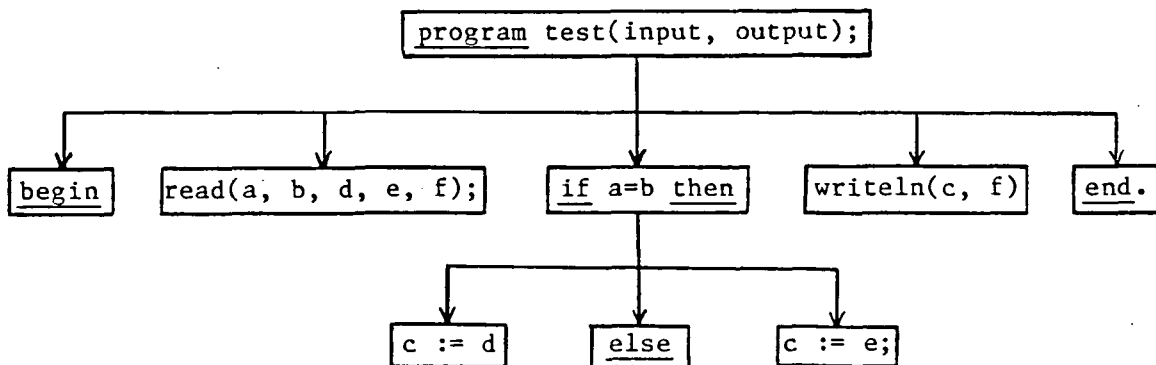 program test(input, output);
begin
read(a, b, d, e, f);
if a=b then
writeln(c, f)
end.
c := d
else
c := e;